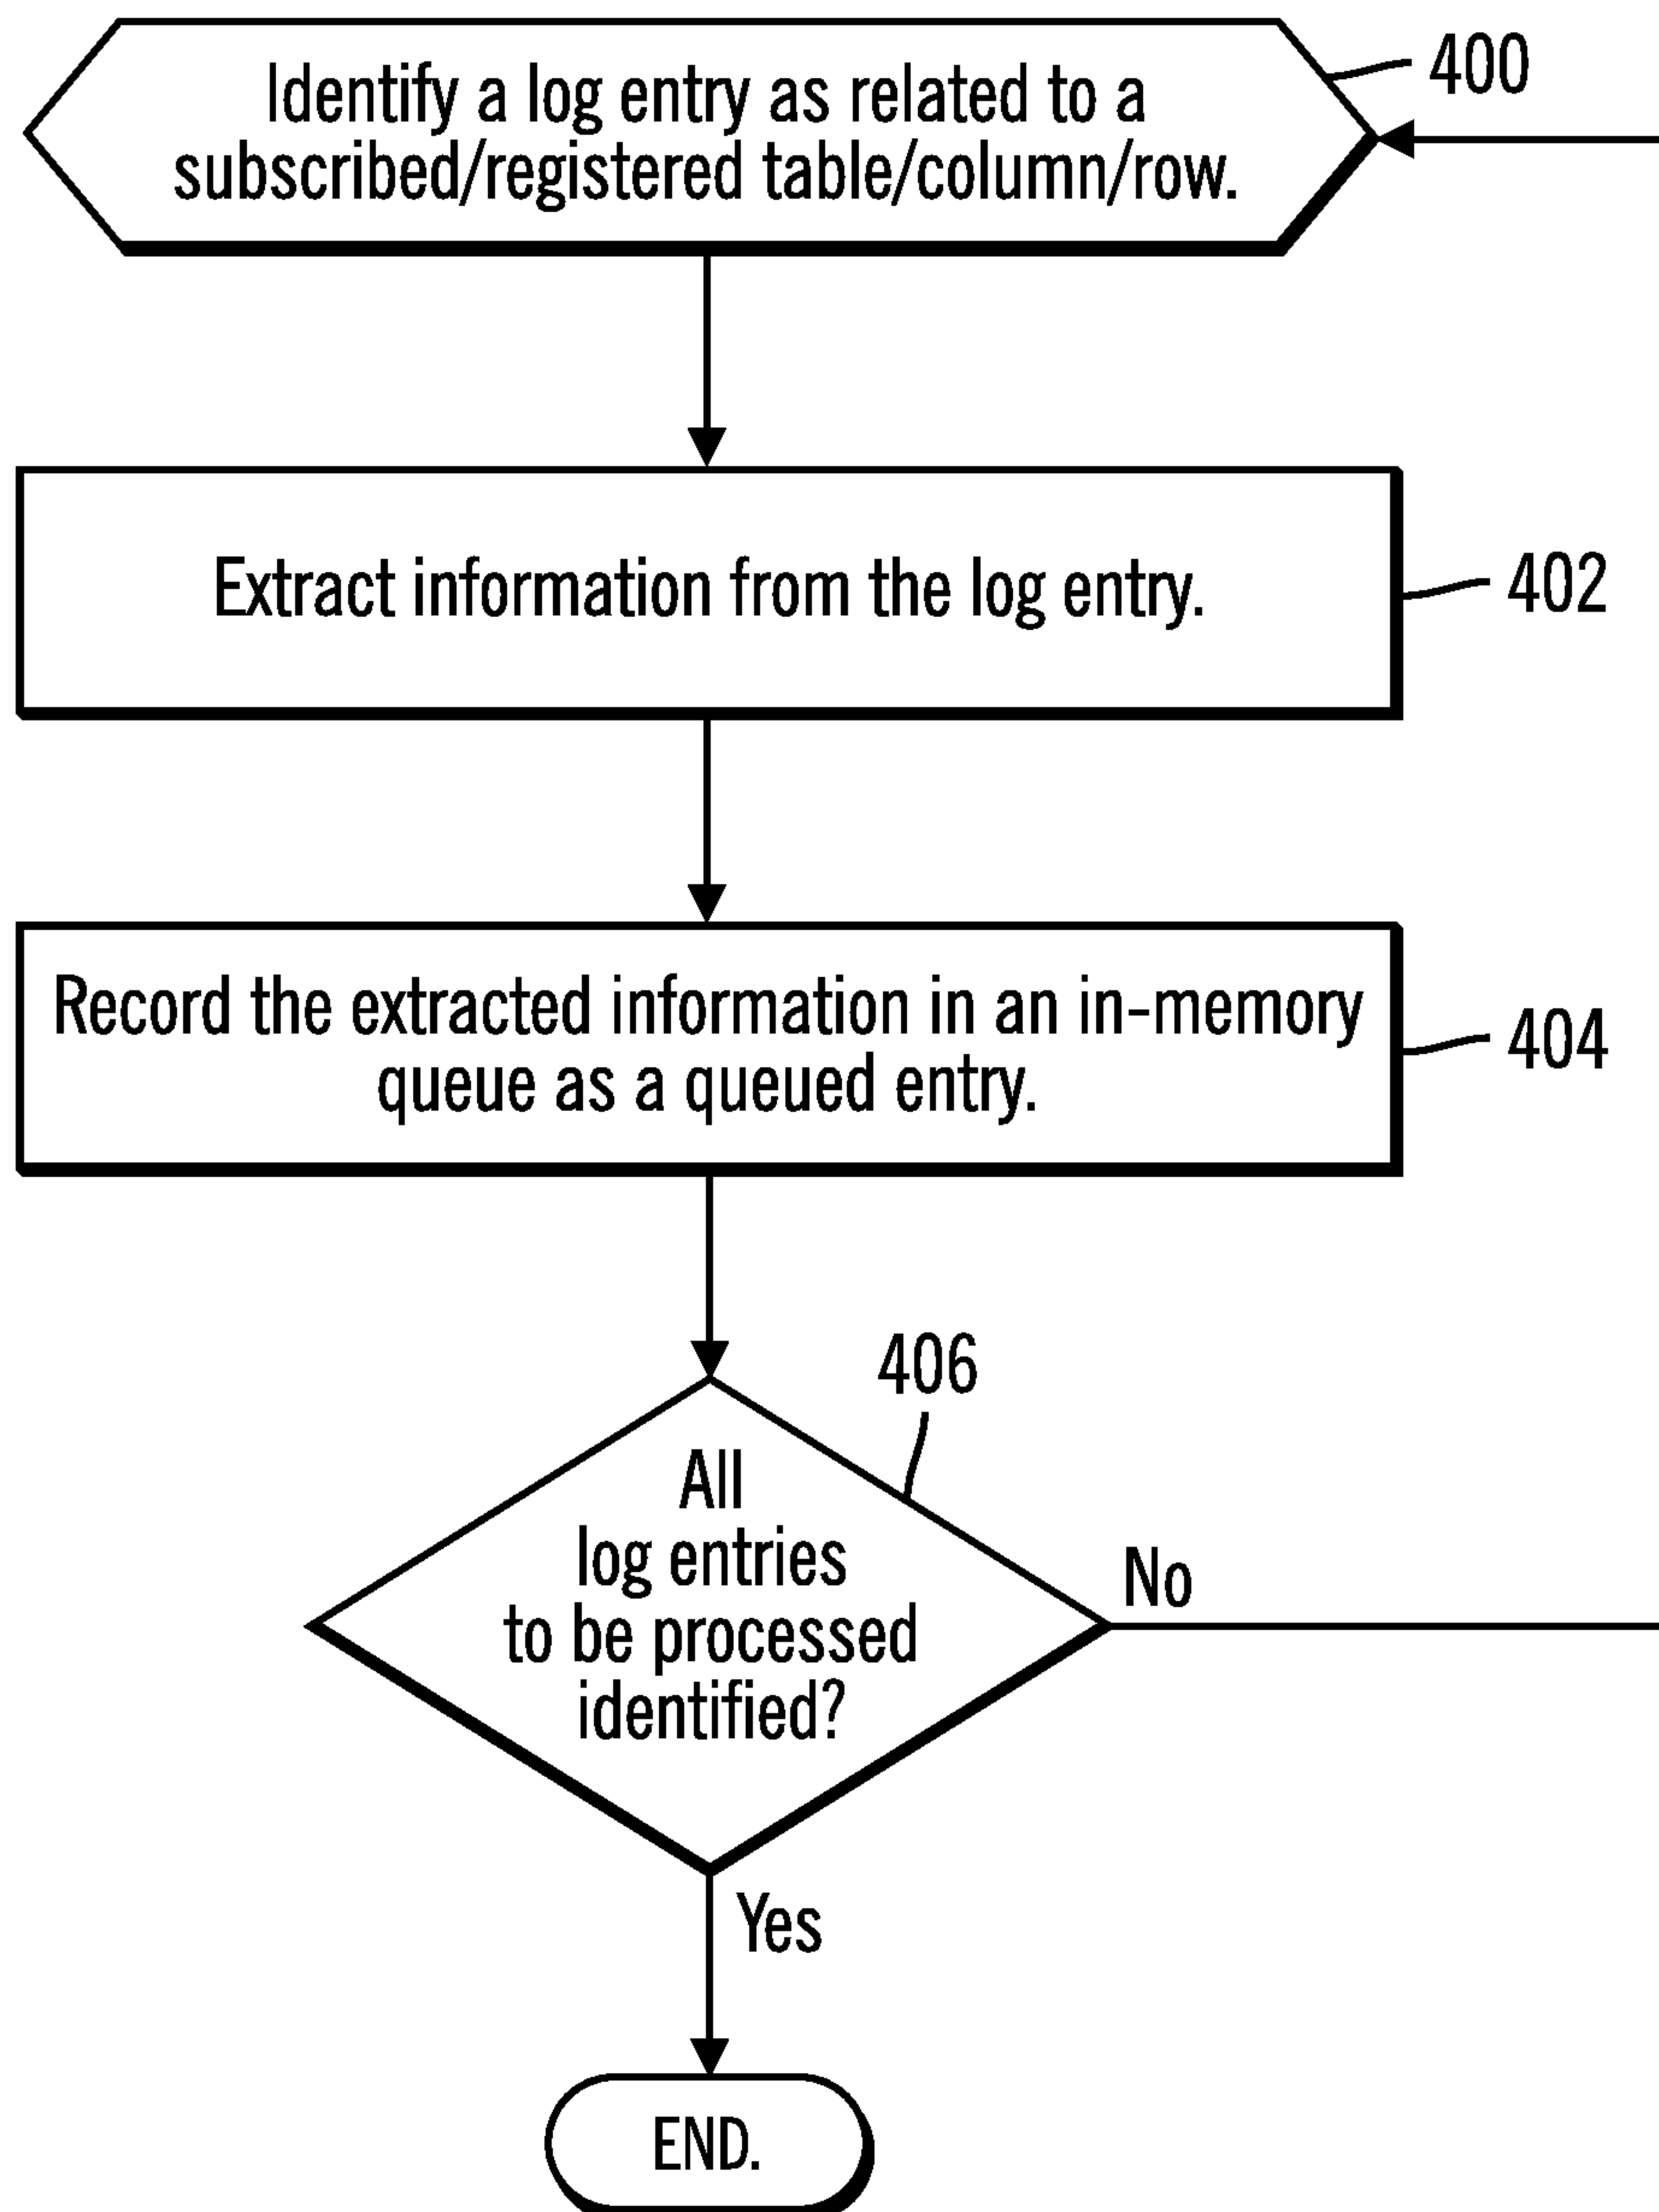 Identify a log entry as related to a
subscribed/registered table/column/row.
400
Extract information from the log entry.
402
Record the extracted information in an in-memory
queue as a queued entry.
404
406
All
log entries
to be processed
identified?
No
Yes
END.